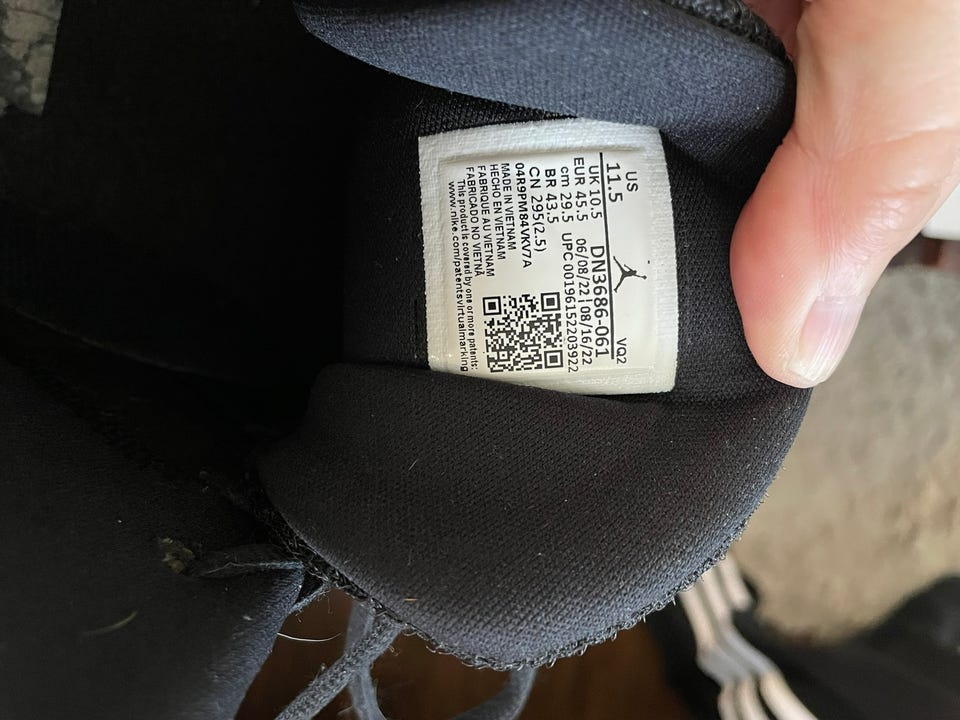 US
11.5
UK 10.5
EUR 45.5
cm 29.5
BR 43.5
CN 295(2.5)
VQ2
DN3686-061
06/08/22|08/16/22
UPC 00196152203922
04R9PM84VKV7A
MADE IN VIETNAM
HECHO EN VIETNAM
FABRIQUE AU VIETNAM
FABRICADO NO VIETNÃ
This product is covered by one or more patents:
www.nike.com/patentsvirtualmarking